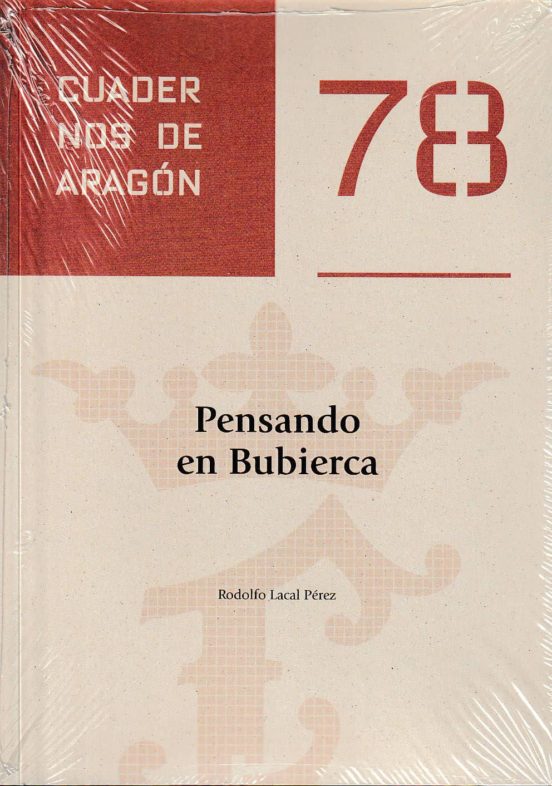 CUADER
NOS DE
ARAGÓN
78
Pensando
en Bubierca
Rodolfo Lacal Pérez